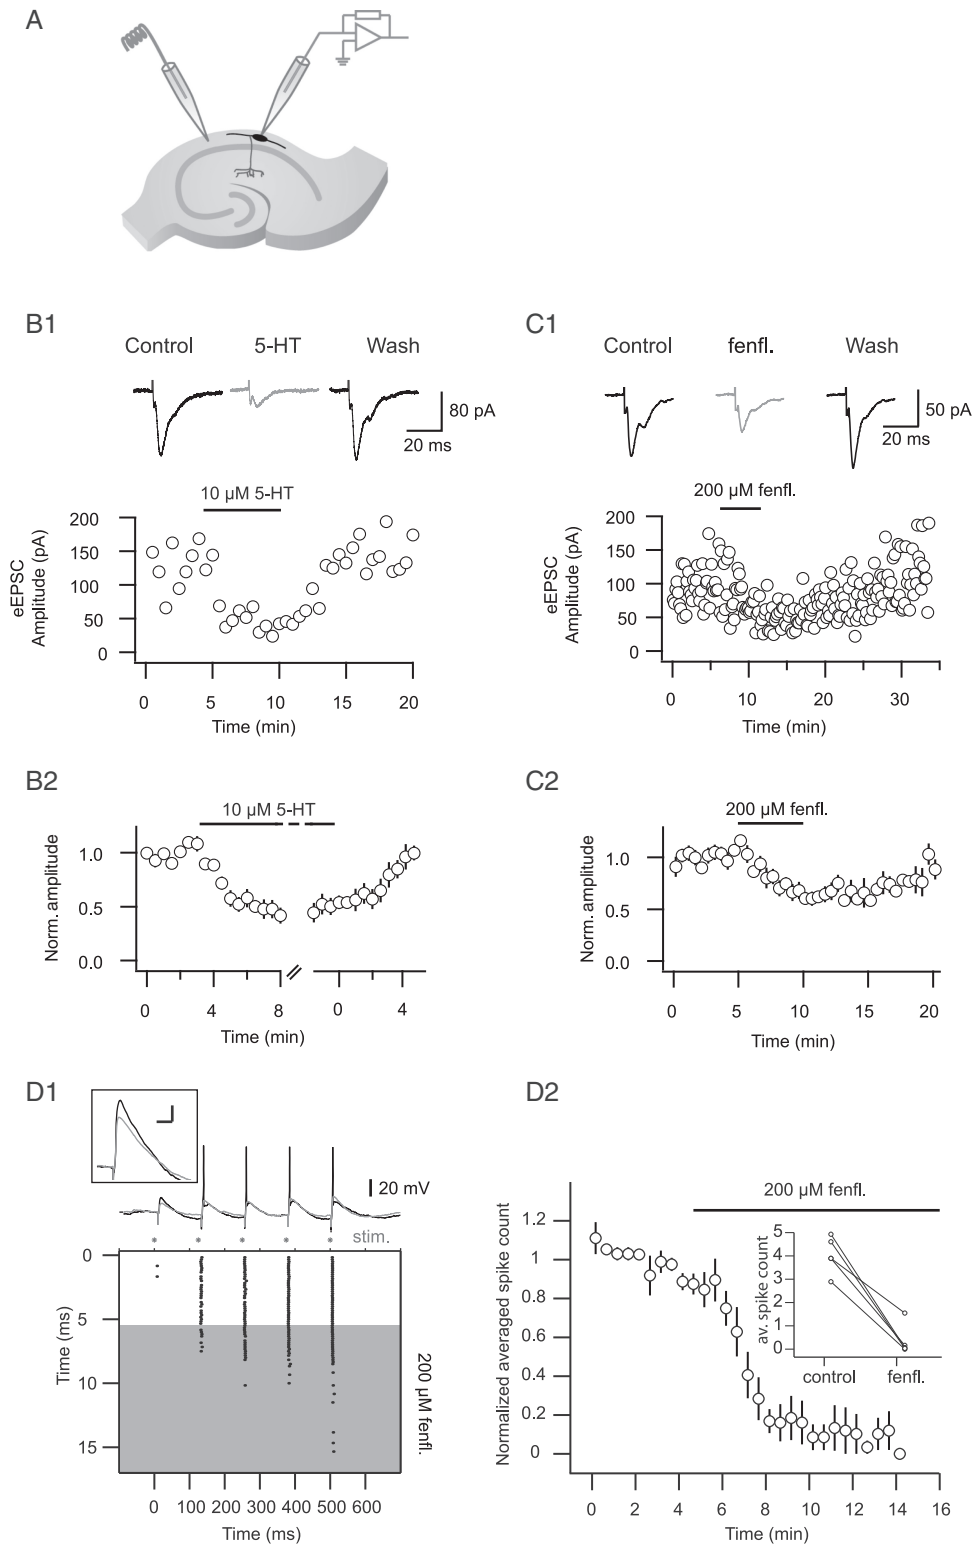 A
B1
C1
Control 5-HT Wash
Control fenfl. Wash
80 pA
20 ms
50 pA
20 ms
10 µM 5-HT
200 µM fenfl.
eEPSC
Amplitude (pA)
200
150
100
50
0
0 5 10 15 20
Time (min)
eEPSC
Amplitude (pA)
200
150
100
50
0
0 10 20 30
Time (min)
B2
C2
10 µM 5-HT
Norm. amplitude
1.0
0.5
0.0
0 4 8 0 4
Time (min)
200 µM fenfl.
Norm. amplitude
1.0
0.5
0.0
0 5 10 15 20
Time (min)
D1
D2
20 mV
stim.
Time (ms)
0
5
10
15
200 µM fenfl.
0 100 200 300 400 500 600
Time (ms)
200 µM fenfl.
Normalized averaged spike count
1.2
1
0.8
0.6
0.4
0.2
0
0 2 4 6 8 10 12 14 16
Time (min)
av. spike count
5
4
3
2
1
0
control fenfl.